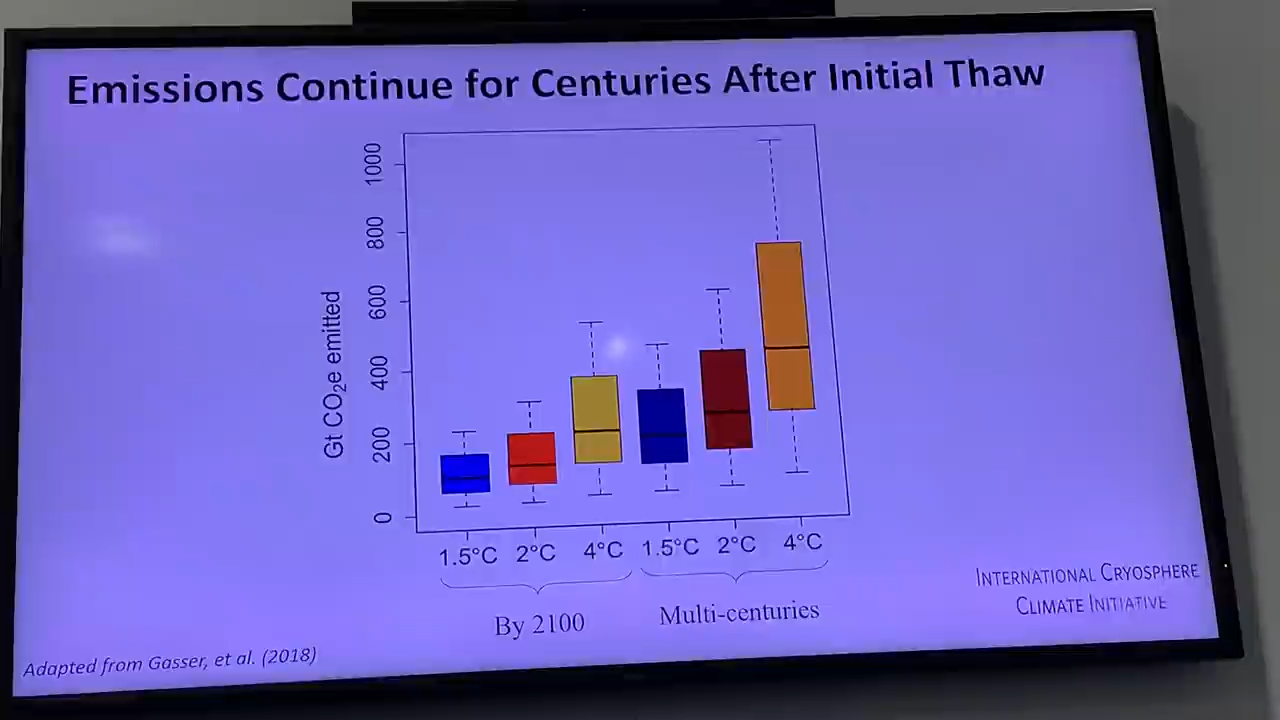 Emissions Continue for Centuries After Initial Thaw
1000
800
600
400
200
0
Gt CO₂e emitted
1.5°C 2°C 4°C 1.5°C 2°C 4°C
By 2100 Multi-centuries
INTERNATIONAL CRYOSPHERE
CLIMATE INITIATIVE
Adapted from Gasser, et al. (2018)